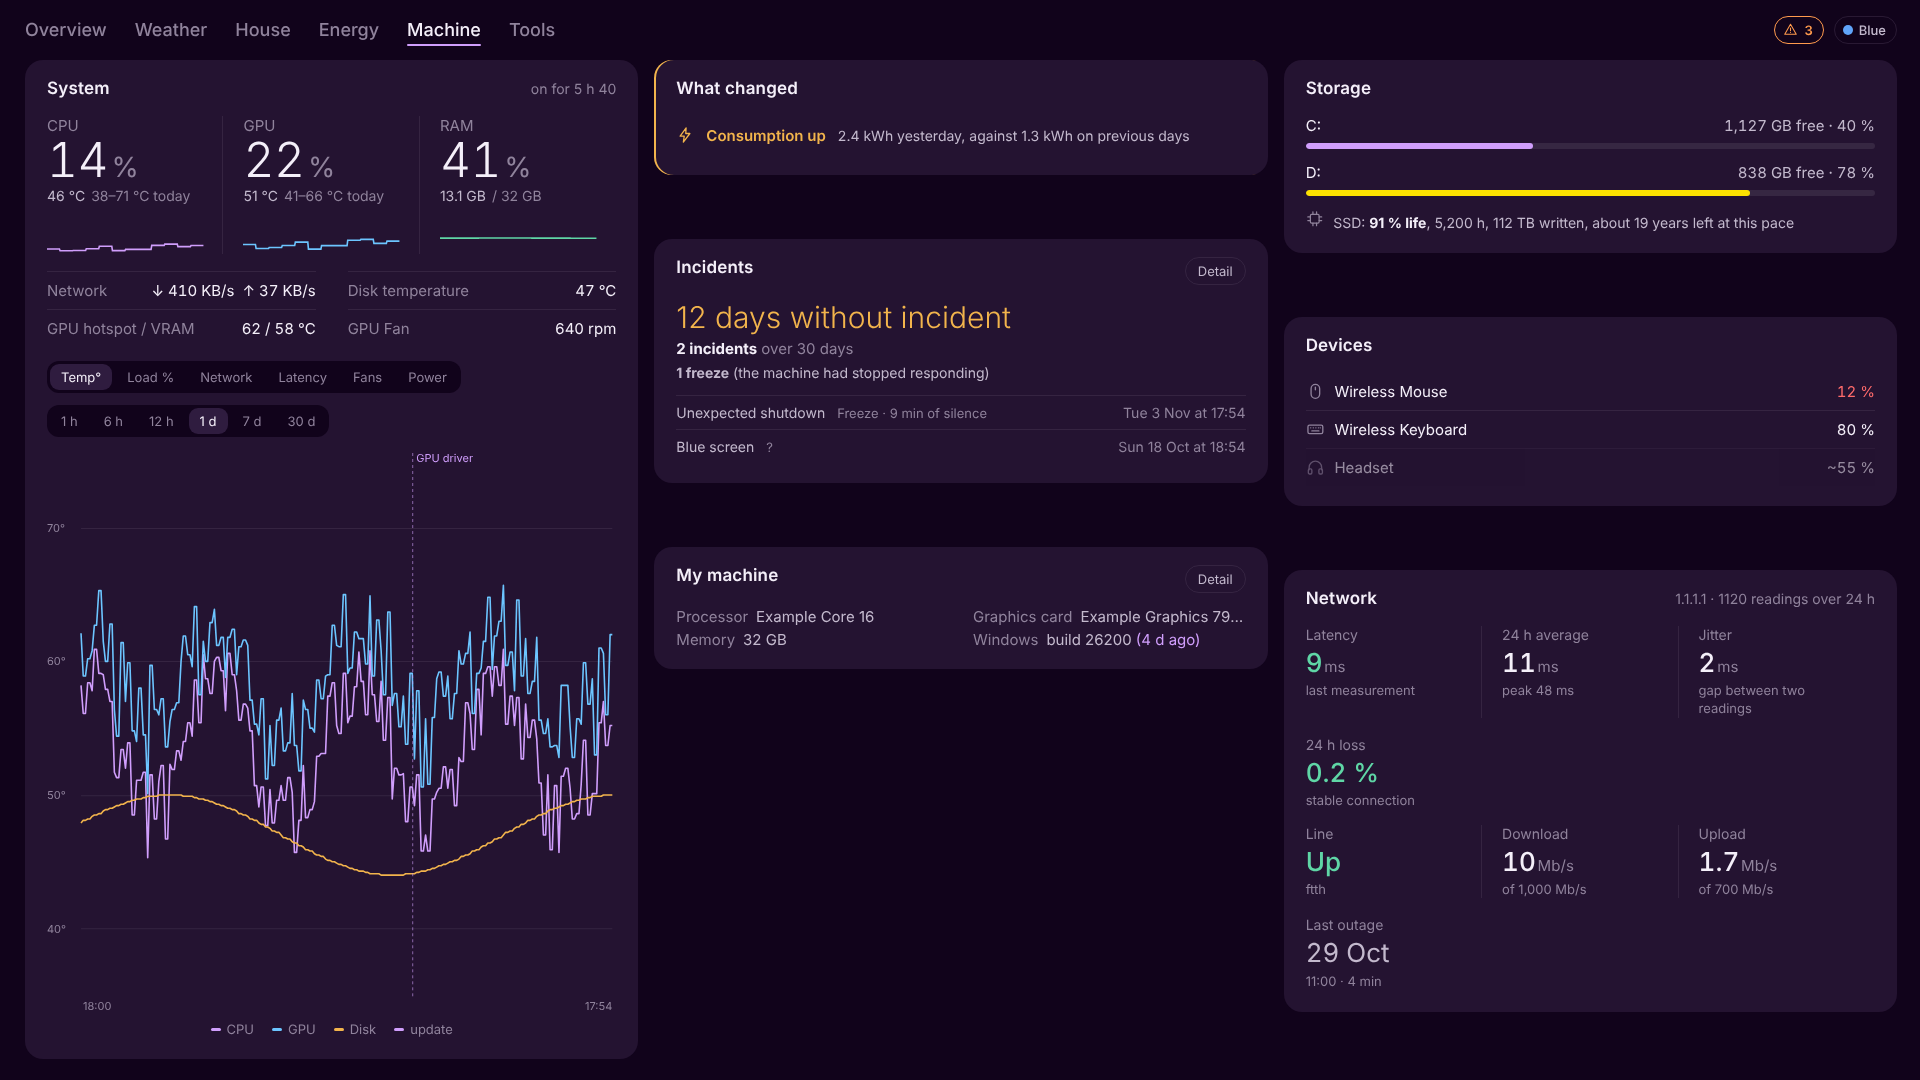 Overview Weather House Energy Machine Tools
3 Blue
System on for 5 h 40
CPU GPU RAM
14 % 22 % 41 %
46 °C 38–71 °C today 51 °C 41–66 °C today 13.1 GB / 32 GB
Network ↓ 410 KB/s ↑ 37 KB/s Disk temperature 47 °C
GPU hotspot / VRAM 62 / 58 °C GPU Fan 640 rpm
Temp° Load % Network Latency Fans Power
1 h 6 h 12 h 1 d 7 d 30 d
GPU driver
70°
60°
50°
40°
18:00 17:54
CPU GPU Disk update
What changed
Consumption up 2.4 kWh yesterday, against 1.3 kWh on previous days
Incidents Detail
12 days without incident
2 incidents over 30 days
1 freeze (the machine had stopped responding)
Unexpected shutdown Freeze · 9 min of silence Tue 3 Nov at 17:54
Blue screen ? Sun 18 Oct at 18:54
My machine Detail
Processor Example Core 16 Graphics card Example Graphics 79…
Memory 32 GB Windows build 26200 (4 d ago)
Storage
C: 1,127 GB free · 40 %
D: 838 GB free · 78 %
SSD: 91 % life, 5,200 h, 112 TB written, about 19 years left at this pace
Devices
Wireless Mouse 12 %
Wireless Keyboard 80 %
Headset ~55 %
Network 1.1.1.1 · 1120 readings over 24 h
Latency 24 h average Jitter
9 ms 11 ms 2 ms
last measurement peak 48 ms gap between two
readings
24 h loss
0.2 %
stable connection
Line Download Upload
Up 10 Mb/s 1.7 Mb/s
ftth of 1,000 Mb/s of 700 Mb/s
Last outage
29 Oct
11:00 · 4 min